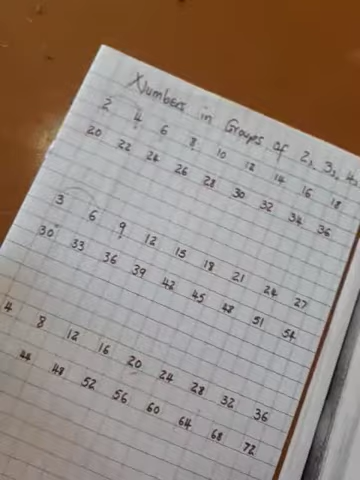 Numbers in Groups of 2, 3, 4,
2 4 6 8 10 12 14 16 18
20 22 24 26 28 30 32 34 36
3 6 9 12 15 18 21 24 27
30 33 36 39 42 45 48 51 54
4 8 12 16 20 24 28 32 36
44 48 52 56 60 64 68 72